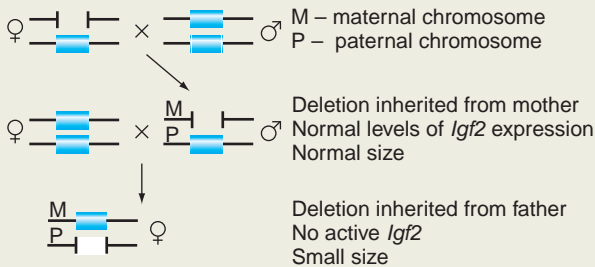 ♀ × ♂ M – maternal chromosome
P – paternal chromosome
♀ × M P ♂ Deletion inherited from mother
Normal levels of Igf2 expression
Normal size
M P ♀ Deletion inherited from father
No active Igf2
Small size